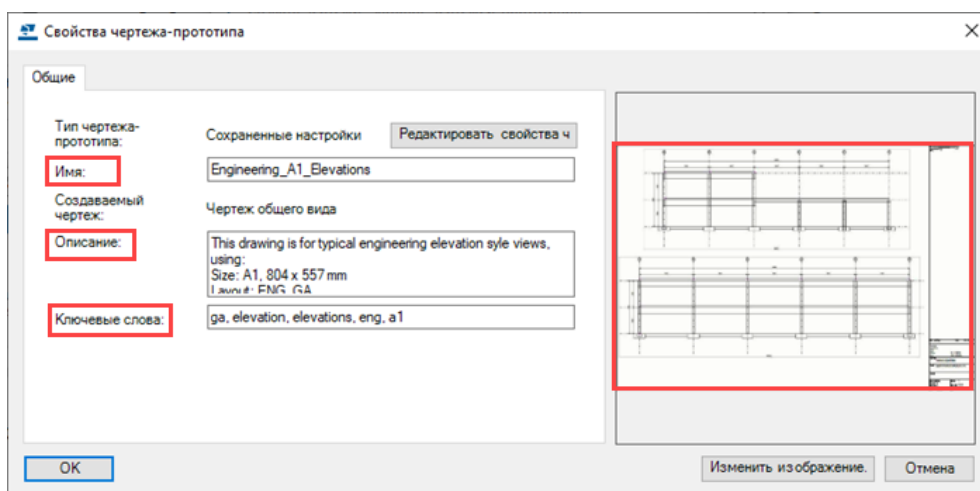 Свойства чертежа-прототипа
Общие
Тип чертежа-
прототипа:
Сохраненные настройки
Редактировать свойства ч
Имя:
Engineering_A1_Elevations
Создаваемый
чертеж:
Чертеж общего вида
Описание:
This drawing is for typical engineering elevation syle views,
using:
Size: A1, 804 x 557 mm
Layout: ENG_GA
Ключевые слова:
ga, elevation, elevations, eng, a1
OK
Изменить изображение.
Отмена